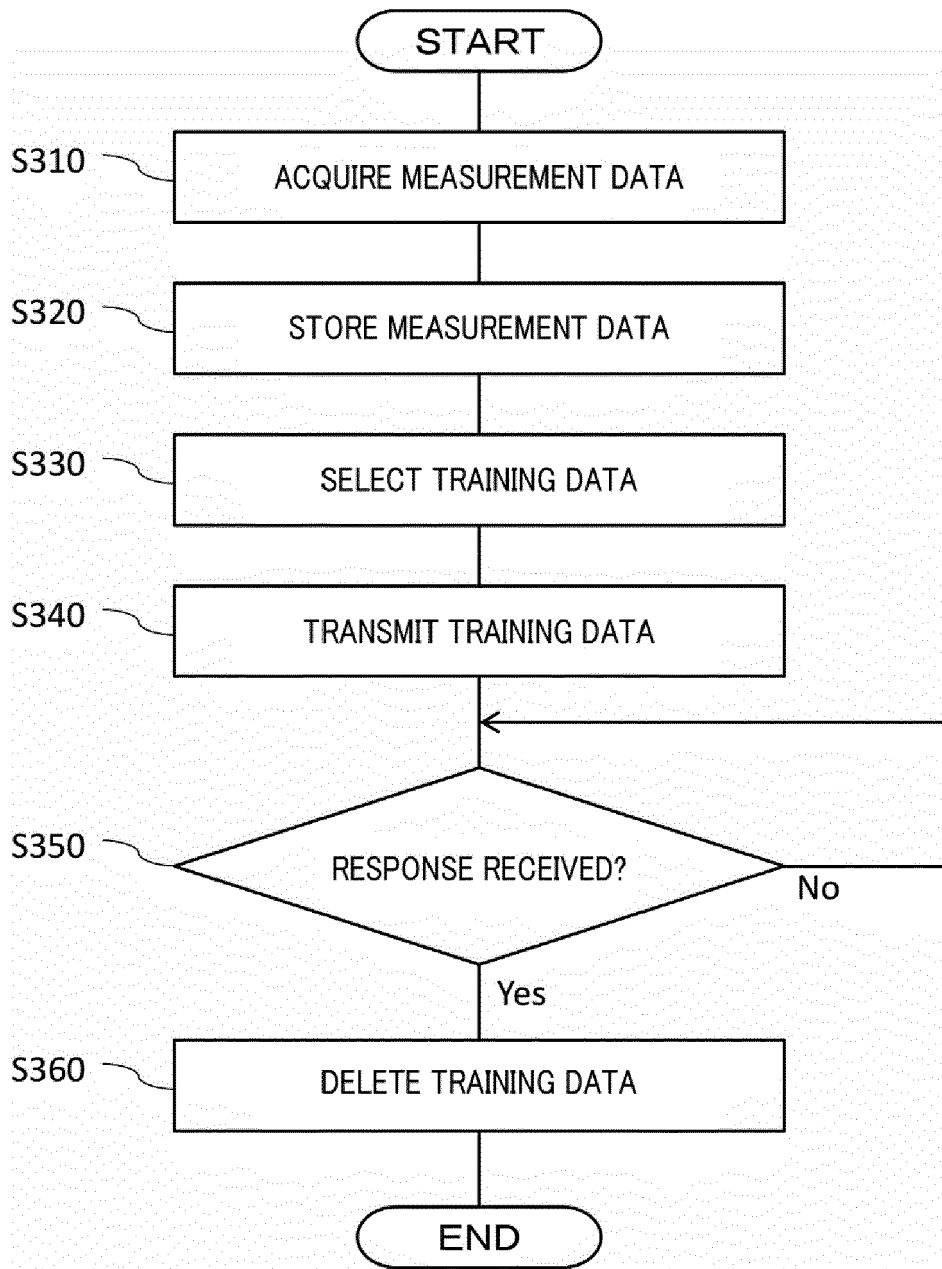 START
S310
ACQUIRE MEASUREMENT DATA
S320
STORE MEASUREMENT DATA
S330
SELECT TRAINING DATA
S340
TRANSMIT TRAINING DATA
S350
RESPONSE RECEIVED?
No
Yes
S360
DELETE TRAINING DATA
END